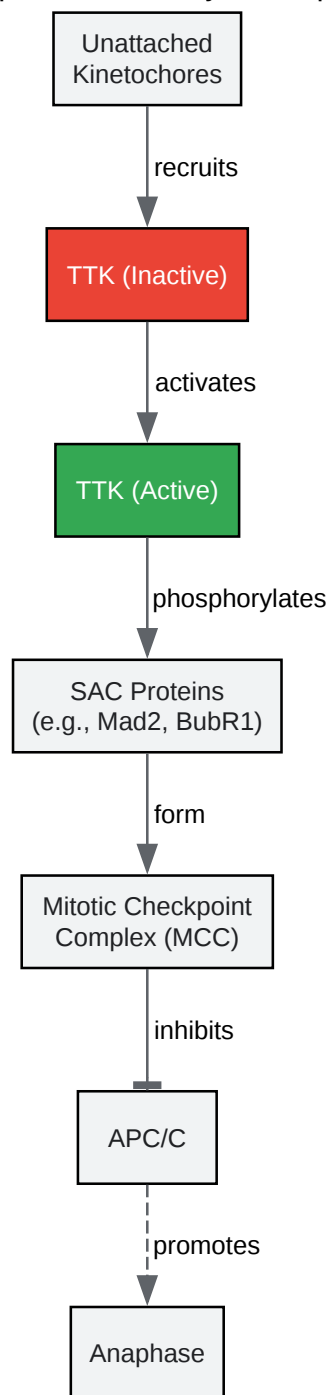 Unattached
Kinetochores
recruits
TTK (Inactive)
activates
TTK (Active)
phosphorylates
SAC Proteins
(e.g., Mad2, BubR1)
form
Mitotic Checkpoint
Complex (MCC)
inhibits
APC/C
promotes
Anaphase